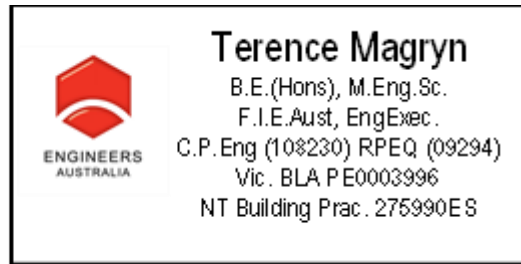 Terence Magryn
B.E.(Hons), M.Eng.Sc.
F.I.E.Aust, EngExec.
C.P.Eng (108230) RPEQ (09294)
Vic. BLA PE0003996
NT Building Prac. 275990ES
ENGINEERS
AUSTRALIA